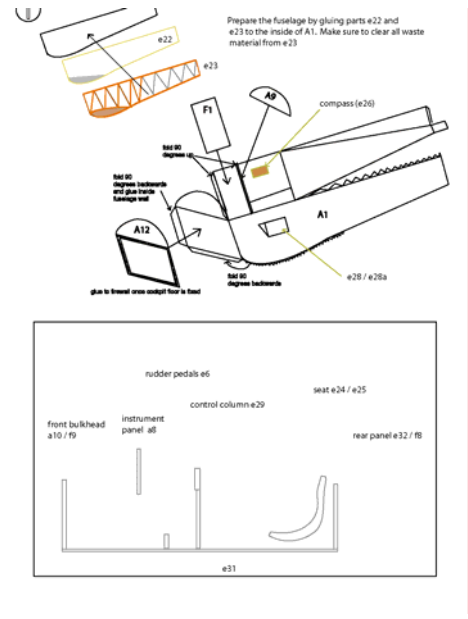 Prepare the fuselage by gluing parts e22 and
e23 to the inside of A1. Make sure to clear all waste
material from e23
e22
e23
A9
F1
compass (e26)
fold 90
degrees up
fold 90
degrees backwards
and glue inside
fuselage wall
A12
A1
fold 90
degrees backwards
e28 / e28a
glue to firewall once cockpit floor is fixed
rudder pedals e6
seat e24 / e25
control column e29
instrument
panel a8
front bulkhead
a10 / f9
rear panel e32 / f8
e31